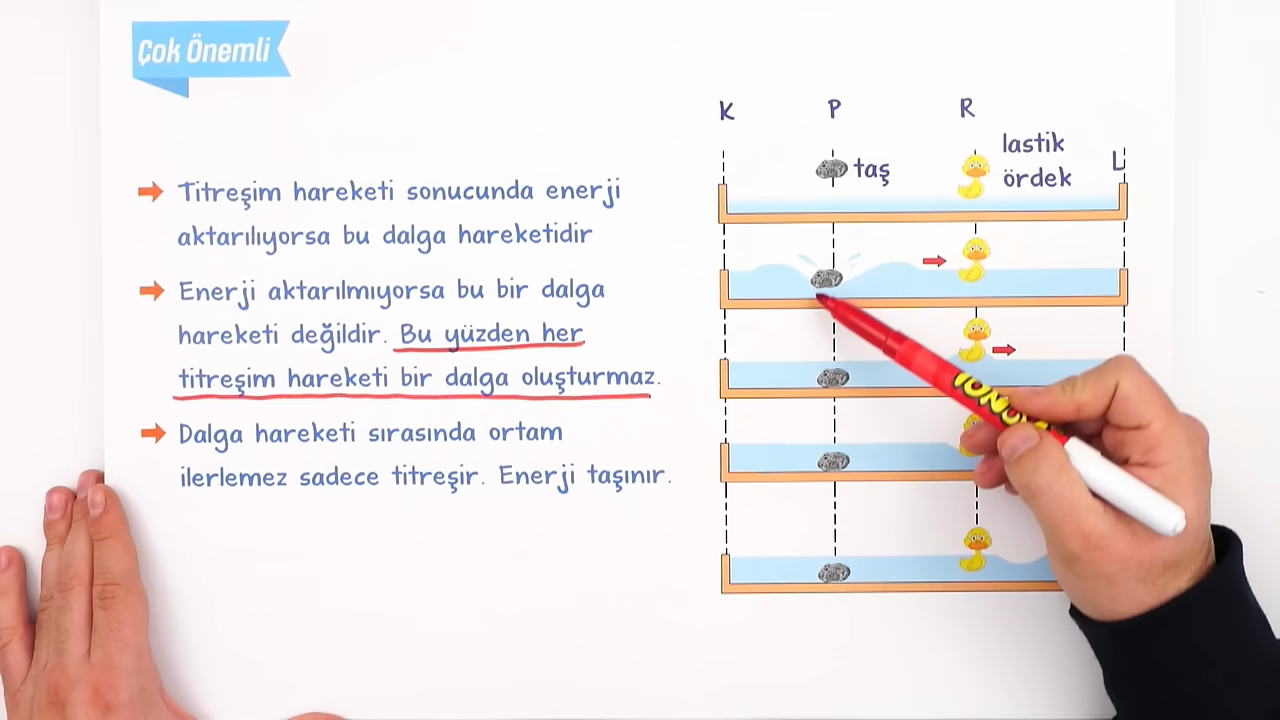 Çok Önemli
Titreşim hareketi sonucunda enerji
aktarılıyorsa bu dalga hareketidir
Enerji aktarılmıyorsa bu bir dalga
hareketi değildir. Bu yüzden her
titreşim hareketi bir dalga oluşturmaz.
Dalga hareketi sırasında ortam
ilerlemez sadece titreşir. Enerji taşınır.
K P R
lastik
ördek
L
taş